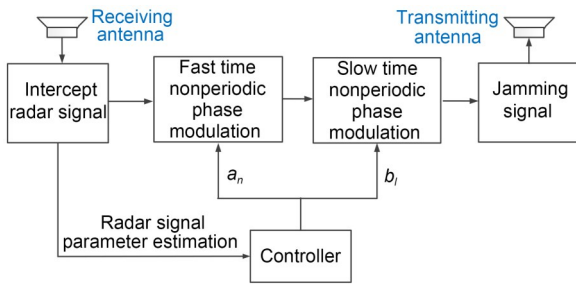 Receiving
antenna
Transmitting
antenna
Intercept
radar signal
Fast time
nonperiodic
phase
modulation
Slow time
nonperiodic
phase
modulation
Jamming
signal
aₙ
bₗ
Radar signal
parameter estimation
Controller